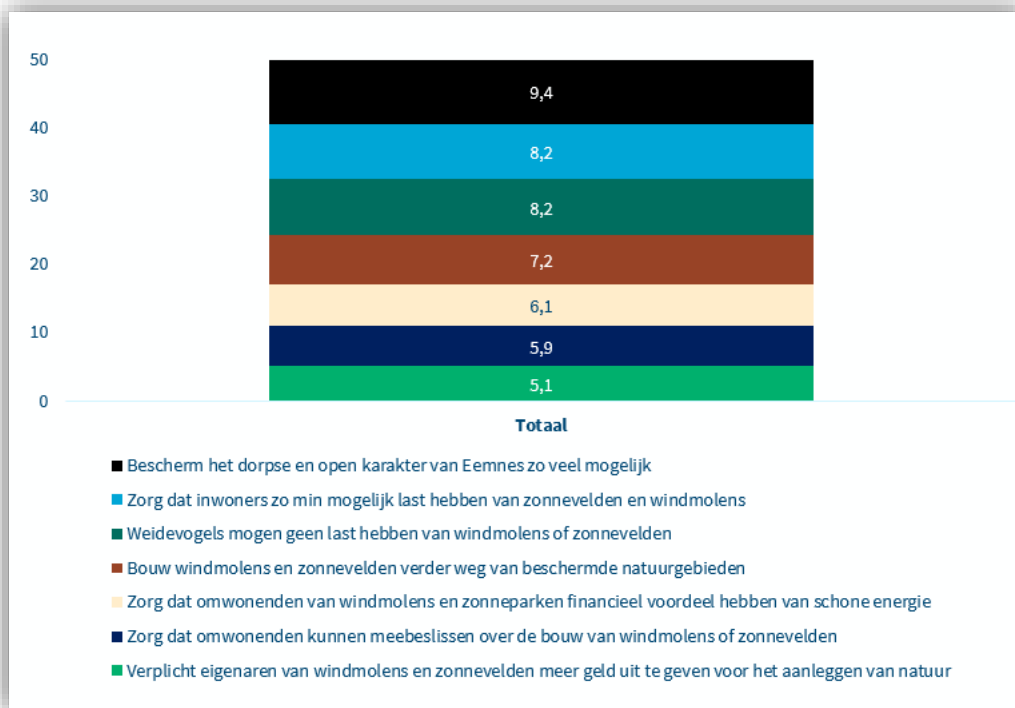 50
9,4
40
8,2
30
8,2
20
7,2
6,1
10
5,9
5,1
0
Totaal
Bescherm het dorpse en open karakter van Eemnes zo veel mogelijk
Zorg dat inwoners zo min mogelijk last hebben van zonnevelden en windmolens
Weidevogels mogen geen last hebben van windmolens of zonnevelden
Bouw windmolens en zonnevelden verder weg van beschermde natuurgebieden
Zorg dat omwonenden van windmolens en zonneparken financieel voordeel hebben van schone energie
Zorg dat omwonenden kunnen meebeslissen over de bouw van windmolens of zonnevelden
Verplicht eigenaren van windmolens en zonnevelden meer geld uit te geven voor het aanleggen van natuur